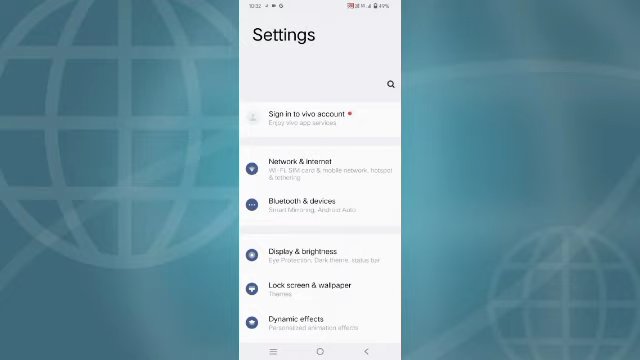 10:02
49%
Settings
Sign in to vivo account
Enjoy vivo app services
Network & internet
Wi-Fi, SIM card & mobile network, hotspot
& tethering
Bluetooth & devices
Smart Mirroring, Android Auto
Display & brightness
Eye Protection, Dark theme, status bar
Lock screen & wallpaper
Themes
Dynamic effects
Personalized animation effects